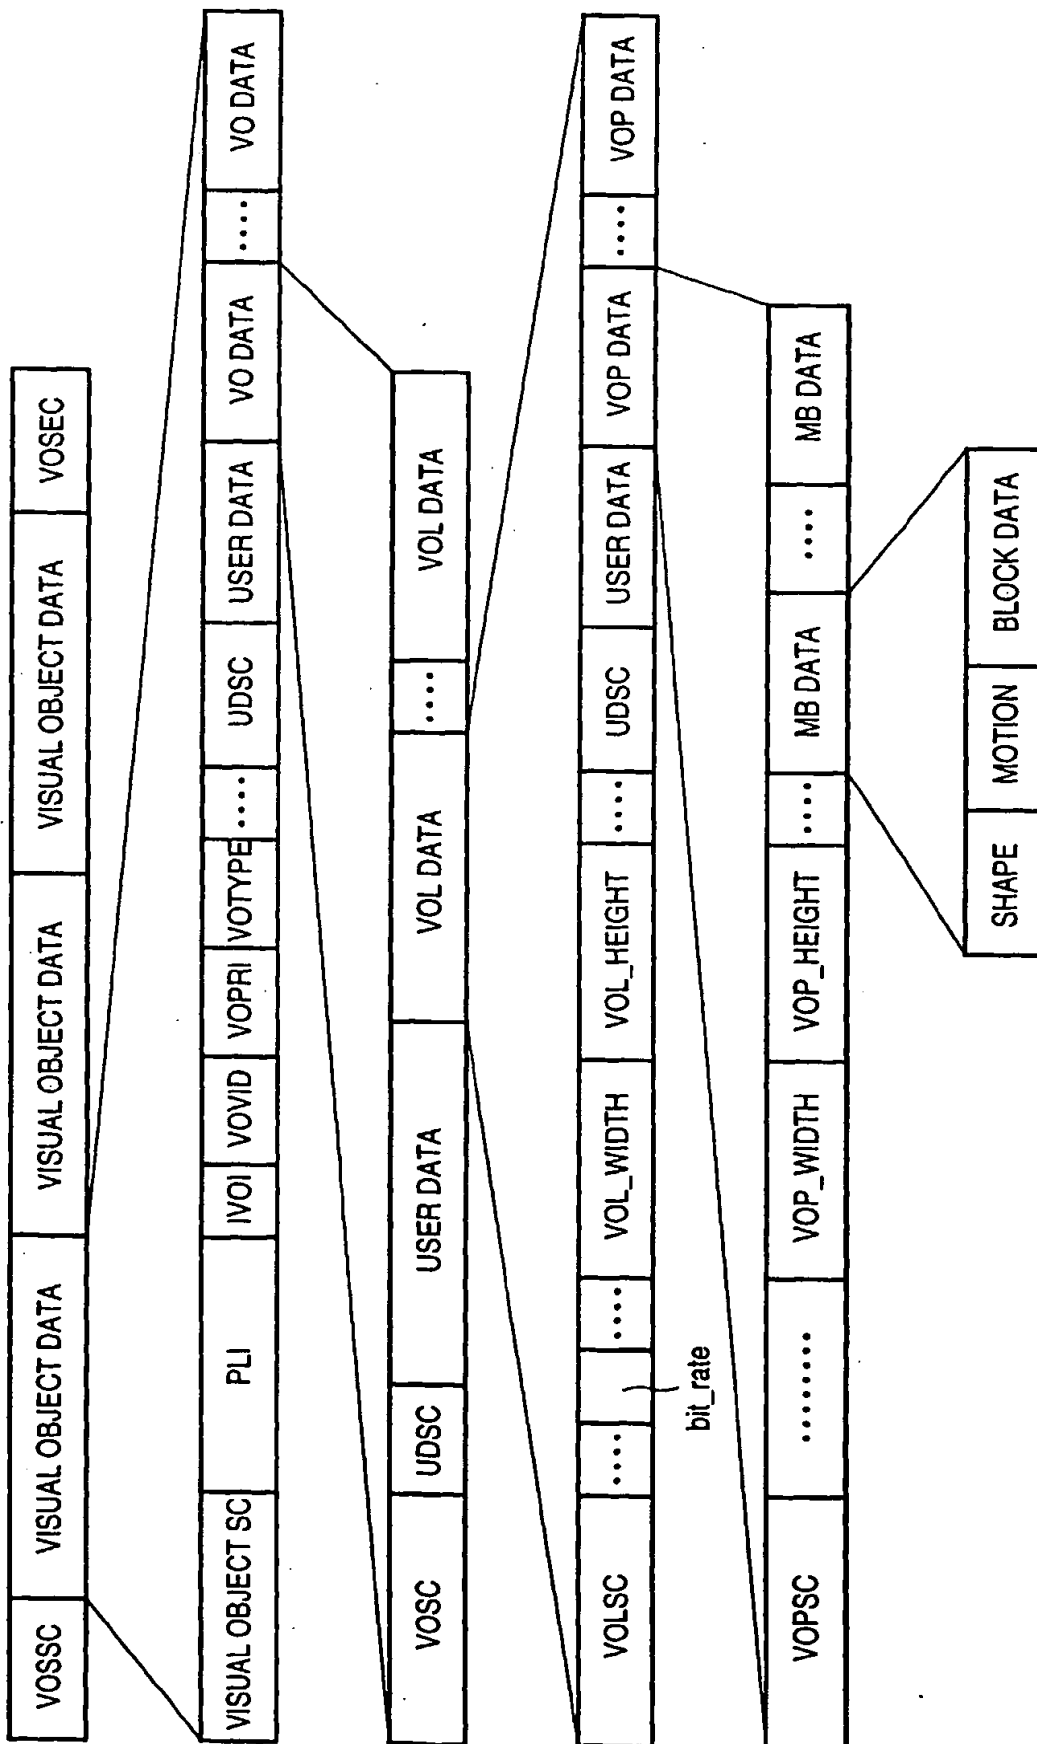 VOSSC VISUAL OBJECT DATA VISUAL OBJECT DATA VISUAL OBJECT DATA VOSEC
VISUAL OBJECT SC PLI IVOI VOVID VOPRI VOTYPE .... UDSC USER DATA VO DATA .... VO DATA
VOSC UDSC USER DATA VOL DATA .... VOL DATA
VOLSC .... .... VOL_WIDTH VOL_HEIGHT .... UDSC USER DATA VOP DATA .... VOP DATA
bit_rate
VOPSC ........ VOP_WIDTH VOP_HEIGHT .... MB DATA .... MB DATA
SHAPE MOTION BLOCK DATA